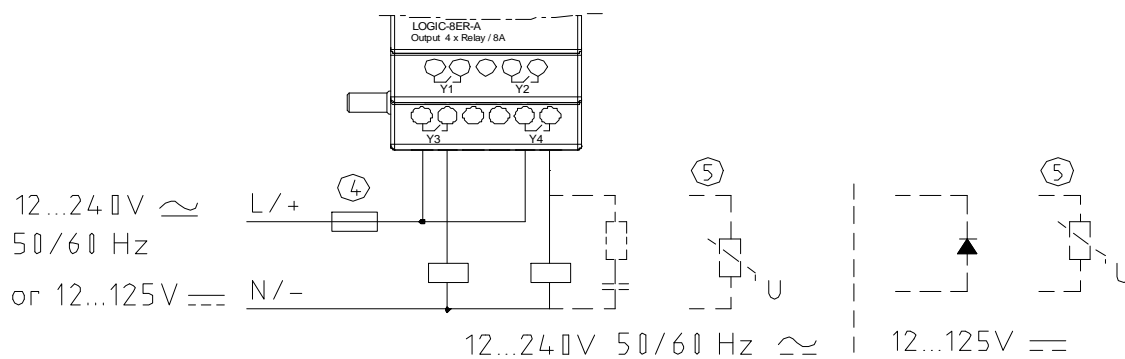 LOGIC-8ER-A
Output 4 x Relay / 8A
Y1 Y2
Y3 Y4
4
5
5
12...240V
L/+
50/60 Hz
or 12...125V
N/-
U
U
12...240V 50/60 Hz
12...125V